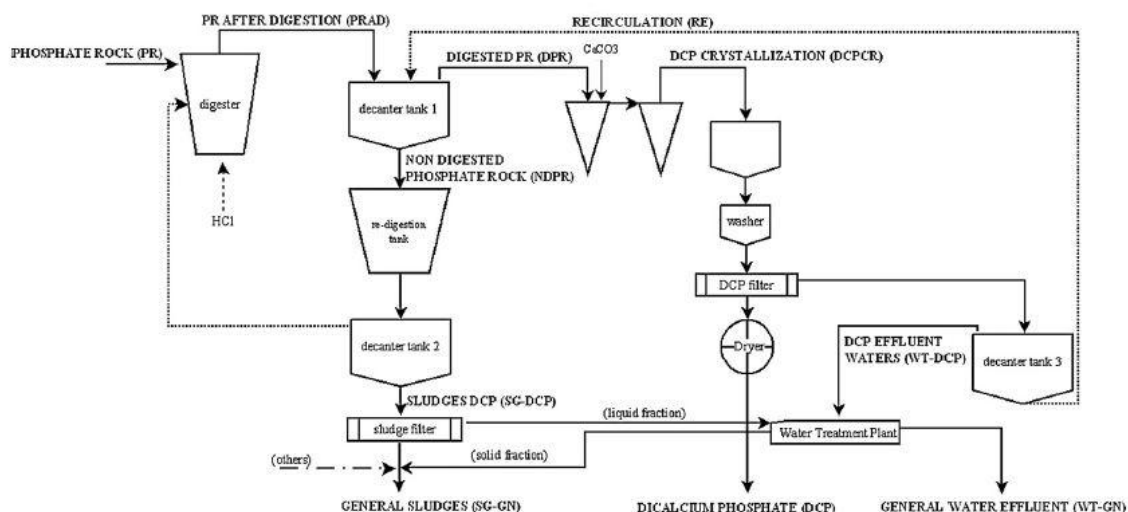 PR AFTER DIGESTION (PRAD)
RECIRCULATION (RE)
PHOSPHATE ROCK (PR)
DIGESTED PR (DPR)
CaCO3
DCP CRYSTALLIZATION (DCPCR)
digester
decanter tank 1
NON DIGESTED
PHOSPHATE ROCK (NDPR)
HCl
re-digestion
tank
washer
DCP filter
decanter tank 2
Dryer
DCP EFFLUENT
WATERS (WT-DCP)
decanter tank 3
SLUDGES DCP (SG-DCP)
(liquid fraction)
sludge filter
Water Treatment Plant
(others)
(solid fraction)
GENERAL SLUDGES (SG-GN)
DICALCIUM PHOSPHATE (DCP)
GENERAL WATER EFFLUENT (WT-GN)